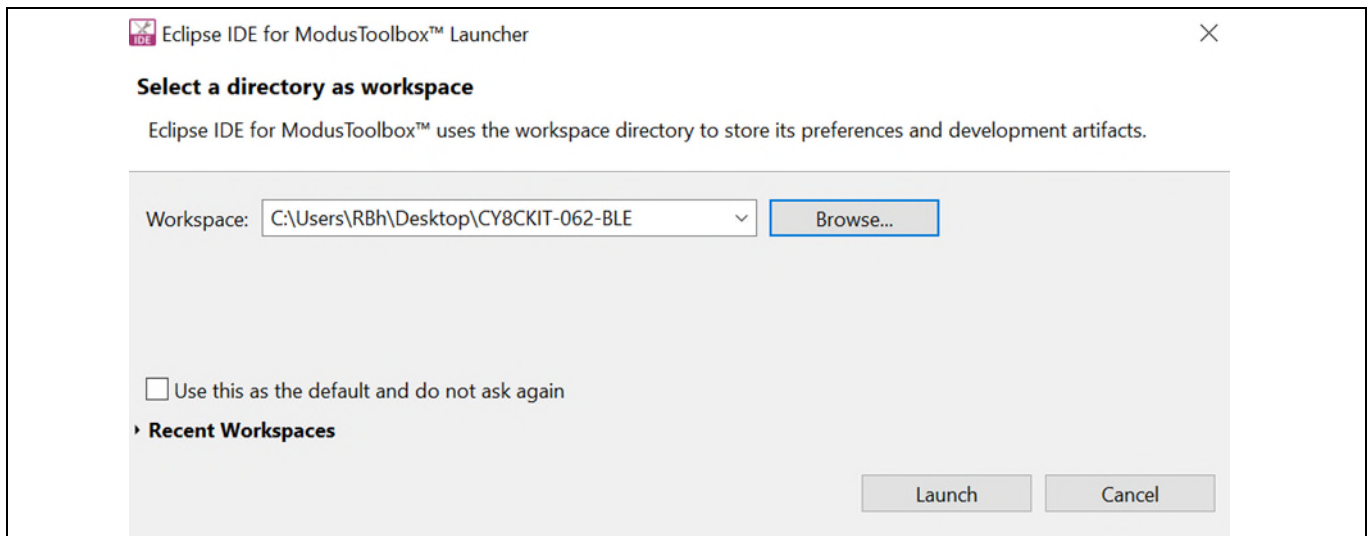 IDE Eclipse IDE for ModusToolbox™ Launcher
Select a directory as workspace
Eclipse IDE for ModusToolbox™ uses the workspace directory to store its preferences and development artifacts.
Workspace: C:\Users\RBh\Desktop\CY8CKIT-062-BLE Browse...
Use this as the default and do not ask again
Recent Workspaces
Launch Cancel